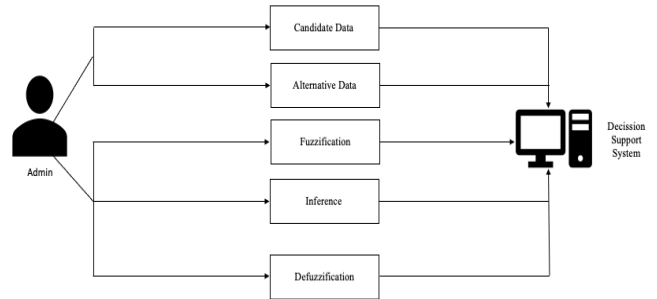 Candidate Data
Alternative Data
Fuzzification
Inference
Defuzzification
Admin
Decission
Support
System